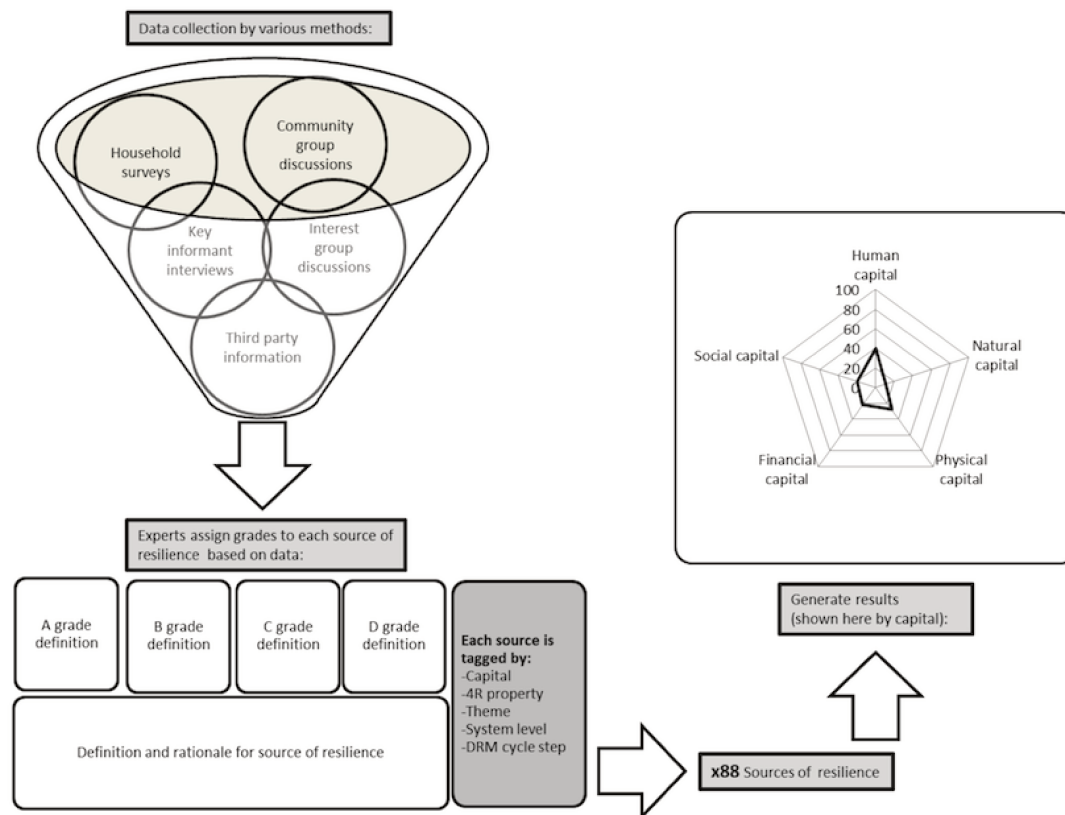 Data collection by various methods:
Household
surveys
Community
group
discussions
Key
informant
interviews
Interest
group
discussions
Third party
information
Experts assign grades to each source of
resilience based on data:
A grade
definition
B grade
definition
C grade
definition
D grade
definition
Definition and rationale for source of resilience
Each source is
tagged by:
-Capital
-4R property
-Theme
-System level
-DRM cycle step
x88 Sources of resilience
Generate results
(shown here by capital):
Human
capital
100
80
60
40
20
0
Natural
capital
Physical
capital
Financial
capital
Social capital